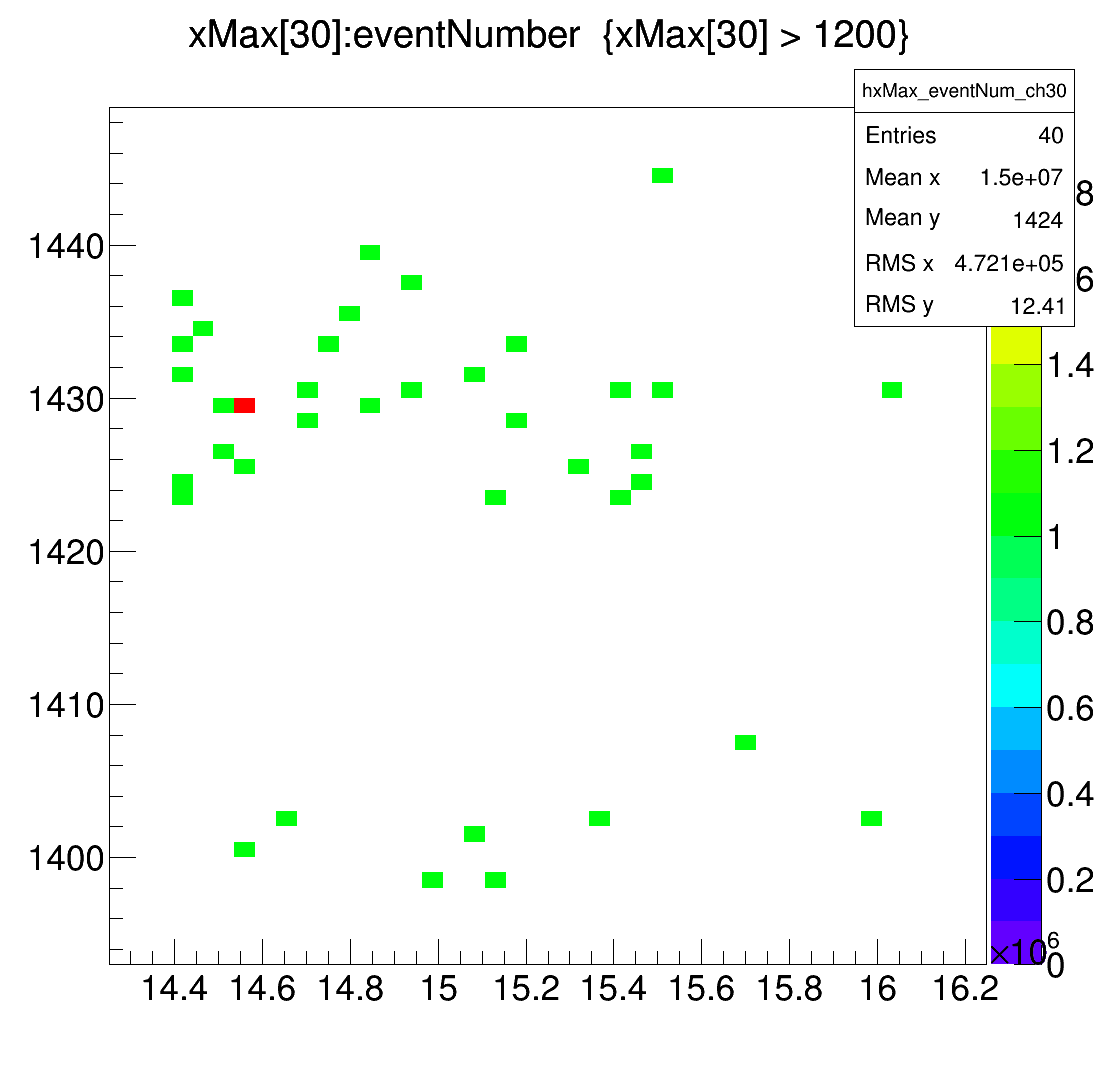 xMax[30]:eventNumber {xMax[30] > 1200}
hxMax_eventNum_ch30
Entries 40
Mean x 1.5e+07
Mean y 1424
RMS x 4.721e+05
RMS y 12.41
1440
1430
1420
1410
1400
8
6
1.4
1.2
1
0.8
0.6
0.4
0.2
0
×10^6
14.4 14.6 14.8 15 15.2 15.4 15.6 15.8 16 16.2